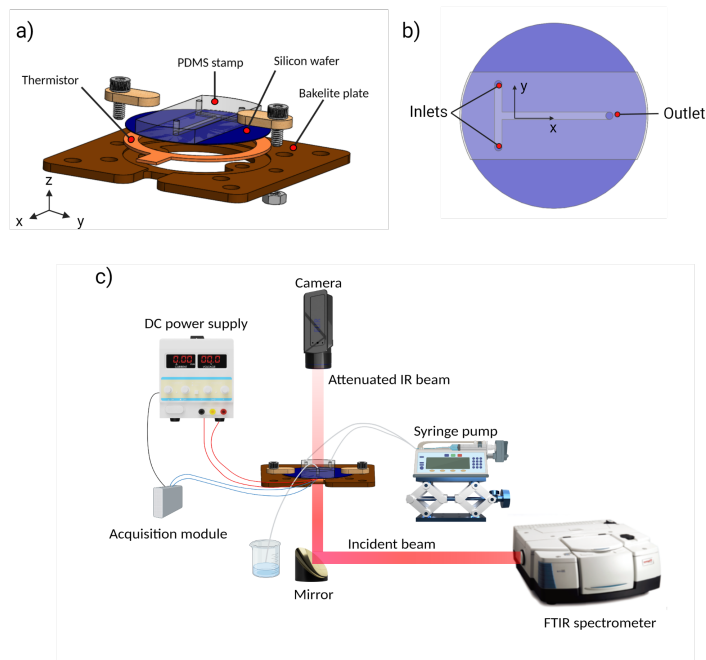 a)
PDMS stamp
Silicon wafer
Thermistor
Bakelite plate
z
x
y
b)
Inlets
y
x
Outlet
c)
Camera
DC power supply
Attenuated IR beam
Syringe pump
Acquisition module
Incident beam
Mirror
FTIR spectrometer